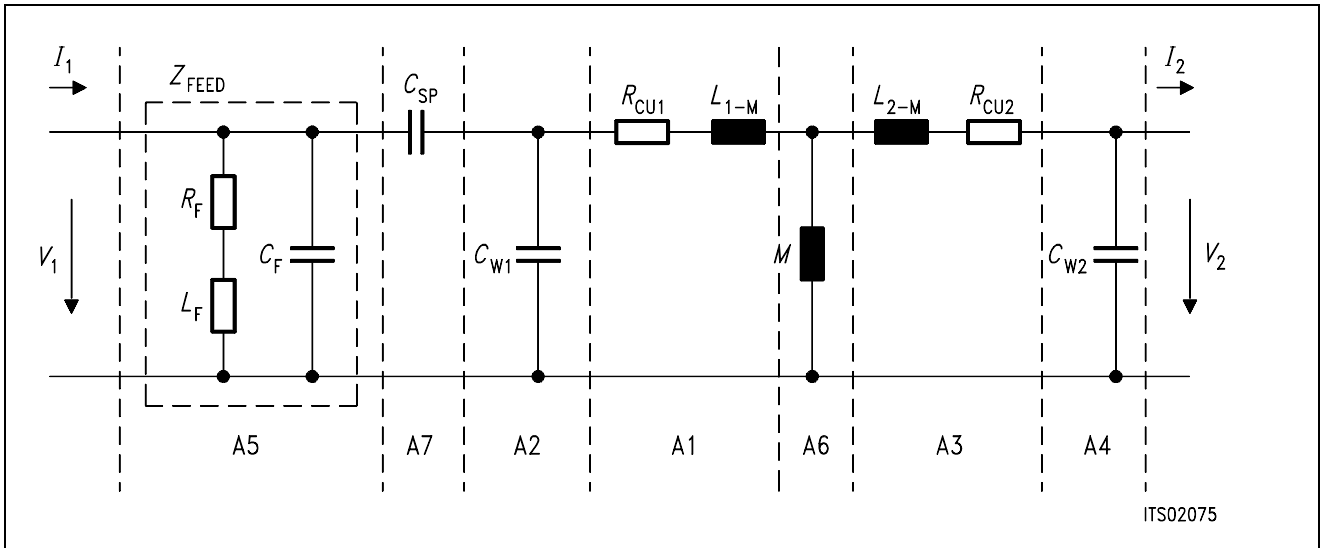 I1
ZFEED
CSP
RCU1
L1–M
L2–M
RCU2
I2
RF
LF
CF
V1
CW1
M
CW2
V2
A5
A7
A2
A1
A6
A3
A4
ITS02075